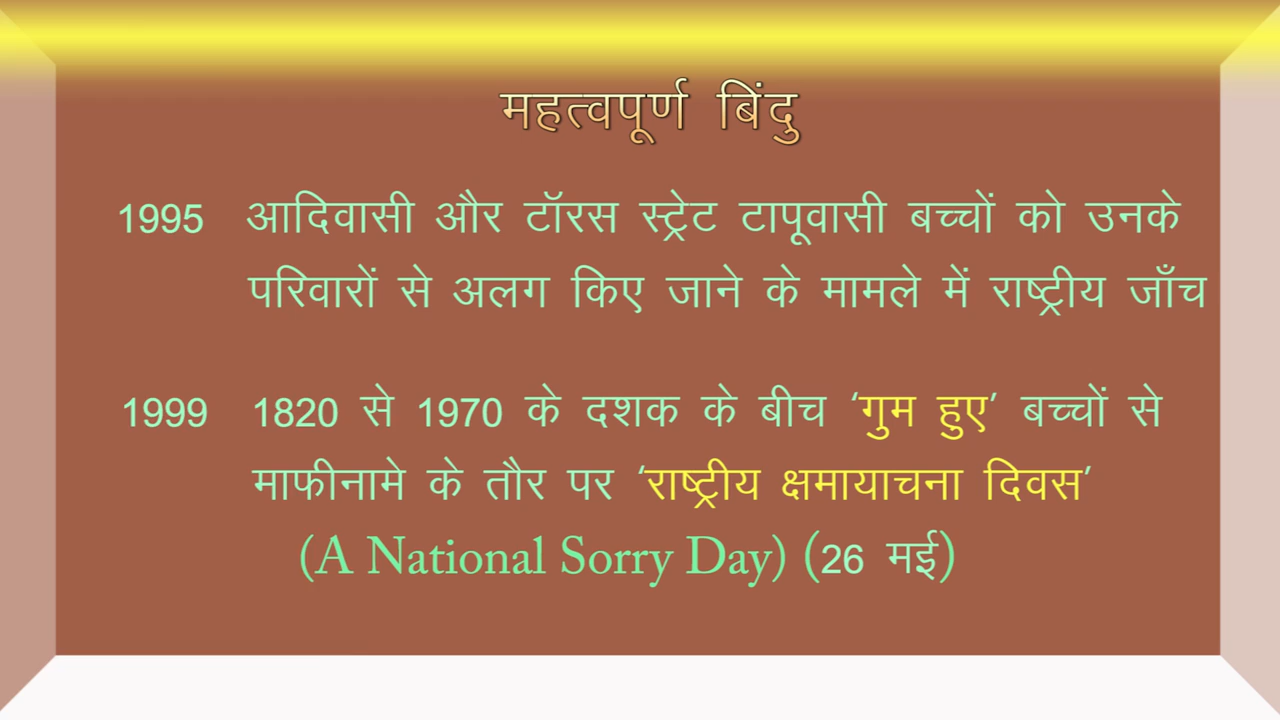 महत्वपूर्ण बिंदु
1995 आदिवासी और टॉरस स्ट्रेट टापूवासी बच्चों को उनके
परिवारों से अलग किए जाने के मामले में राष्ट्रीय जाँच
1999 1820 से 1970 के दशक के बीच ‘गुम हुए’ बच्चों से
माफीनामे के तौर पर ‘राष्ट्रीय क्षमायाचना दिवस’
(A National Sorry Day) (26 मई)